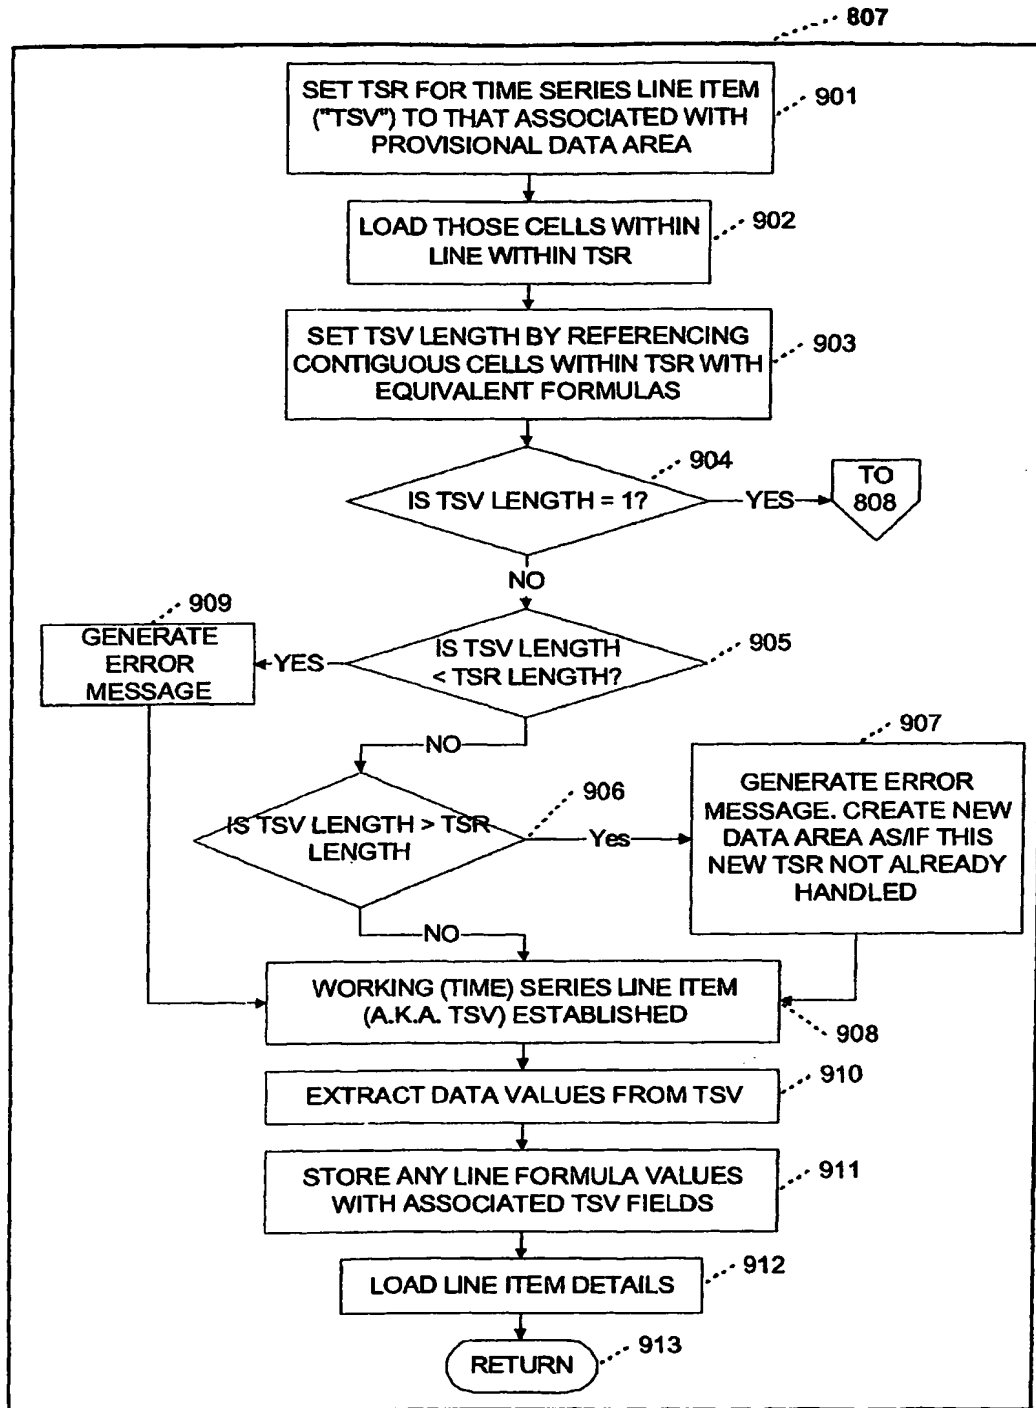 807
SET TSR FOR TIME SERIES LINE ITEM
("TSV") TO THAT ASSOCIATED WITH
PROVISIONAL DATA AREA
901
LOAD THOSE CELLS WITHIN
LINE WITHIN TSR
902
SET TSV LENGTH BY REFERENCING
CONTIGUOUS CELLS WITHIN TSR WITH
EQUIVALENT FORMULAS
903
904
IS TSV LENGTH = 1?
YES
TO
808
NO
909
GENERATE
ERROR
MESSAGE
YES
IS TSV LENGTH
< TSR LENGTH?
905
NO
907
906
IS TSV LENGTH > TSR
LENGTH
Yes
GENERATE ERROR
MESSAGE. CREATE NEW
DATA AREA AS/IF THIS
NEW TSR NOT ALREADY
HANDLED
NO
WORKING (TIME) SERIES LINE ITEM
(A.K.A. TSV) ESTABLISHED
908
EXTRACT DATA VALUES FROM TSV
910
STORE ANY LINE FORMULA VALUES
WITH ASSOCIATED TSV FIELDS
911
LOAD LINE ITEM DETAILS
912
RETURN
913